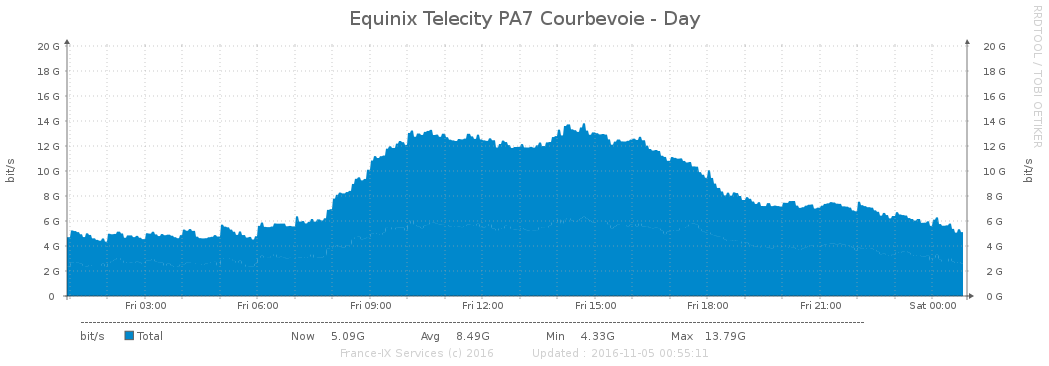 Equinix Telecity PA7 Courbevoie - Day
RRDTOOL / TOBI OETIKER
bit/s
20 G 20 G
18 G 18 G
16 G 16 G
14 G 14 G
12 G 12 G
10 G 10 G
8 G 8 G
6 G 6 G
4 G 4 G
2 G 2 G
0 0 G
bit/s
Fri 03:00 Fri 06:00 Fri 09:00 Fri 12:00 Fri 15:00 Fri 18:00 Fri 21:00 Sat 00:00
bit/s Total Now 5.09G Avg 8.49G Min 4.33G Max 13.79G
France-IX Services (c) 2016 Updated : 2016-11-05 00:55:11